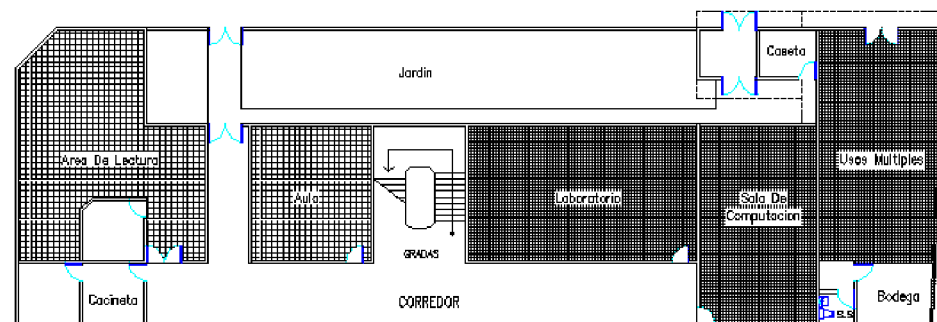 Jardin
Caseta
Area De Lectura
Usos Multiples
Aula
Laboratorio
Sala De
Computacion
GRADAS
Cocineta
CORREDOR
Bodega
S.S